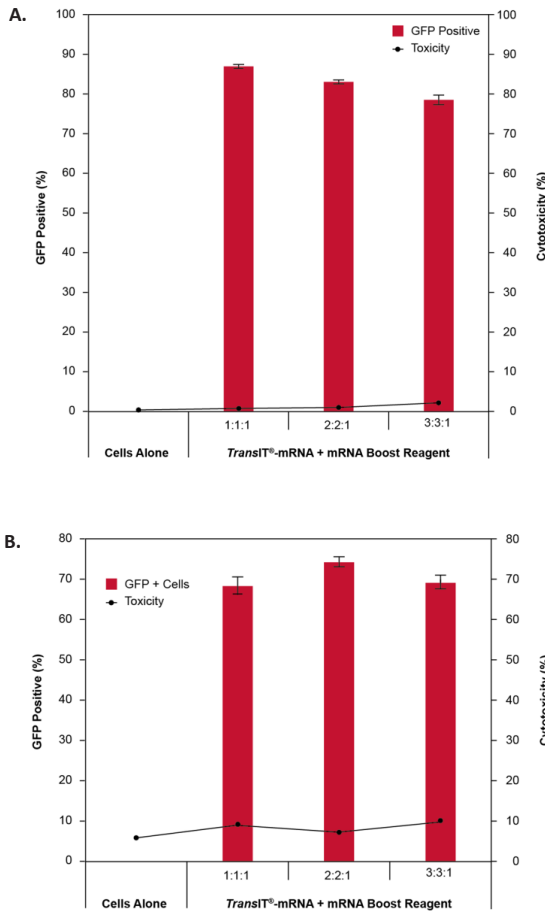 A.
GFP Positive
Toxicity
GFP Positive (%)
Cytotoxicity (%)
100
90
80
70
60
50
40
30
20
10
0
100
90
80
70
60
50
40
30
20
10
0
1:1:1 2:2:1 3:3:1
Cells Alone TransIT®-mRNA + mRNA Boost Reagent
B.
GFP + Cells
Toxicity
GFP Positive (%)
Cytotoxicity (%)
80
70
60
50
40
30
20
10
0
80
70
60
50
40
30
20
10
0
1:1:1 2:2:1 3:3:1
Cells Alone TransIT®-mRNA + mRNA Boost Reagent